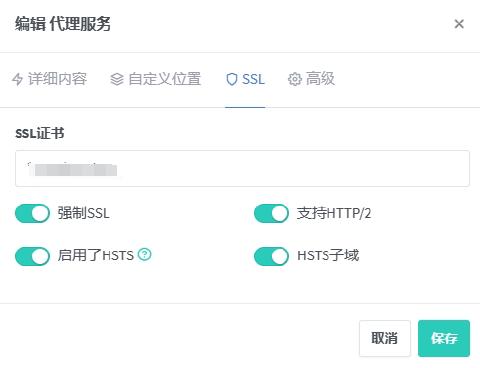 编辑 代理服务
详细内容 自定义位置 SSL 高级
SSL证书
强制SSL 支持HTTP/2
启用了HSTS HSTS子域
取消 保存